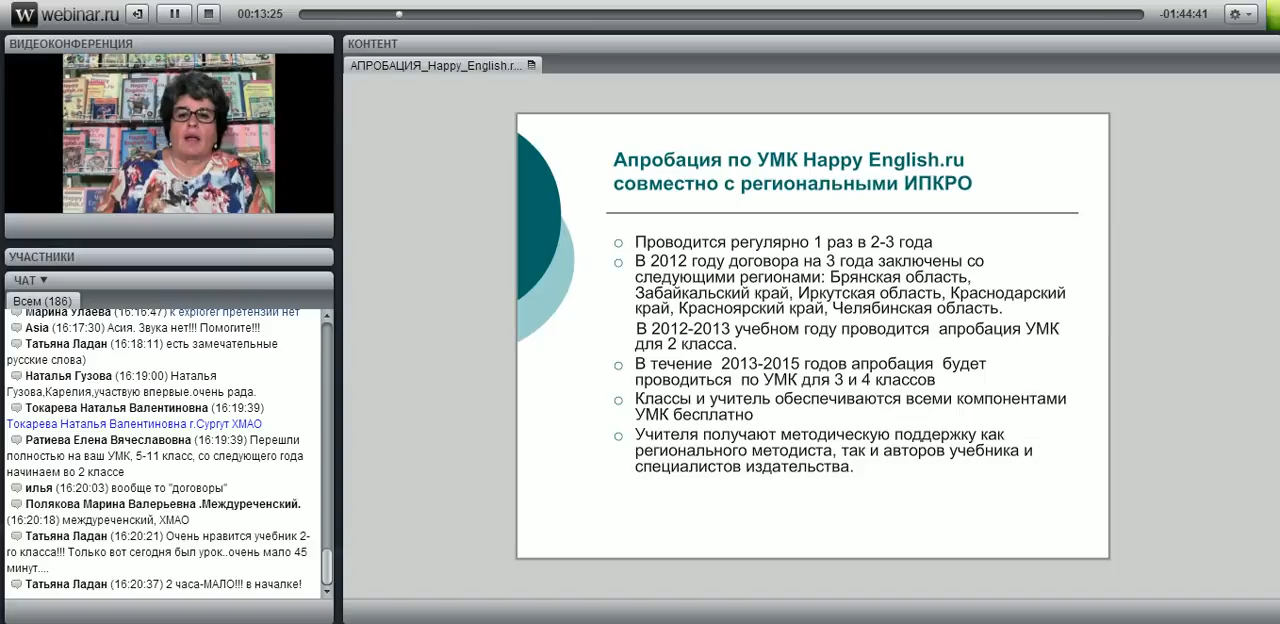 webinar.ru
00:13:25
-01:44:41
ВИДЕОКОНФЕРЕНЦИЯ
УЧАСТНИКИ
ЧАТ ▼
Всем (186)
Марина Улаева (16:16:47) к explorer претензий нет
Asia (16:17:30) Асия. Звука нет!!! Помогите!!!
Татьяна Ладан (16:18:11) есть замечательные
русские слова)
Наталья Гузова (16:19:00) Наталья
Гузова,Карелия,участвую впервые.очень рада.
Токарева Наталья Валентиновна (16:19:39)
Токарева Наталья Валентиновна г.Сургут ХМАО
Ратиева Елена Вячеславовна (16:19:39) Перешли
полностью на ваш УМК, 5-11 класс, со следующего года
начинаем во 2 классе
илья (16:20:03) вообще то "договоры"
Полякова Марина Валерьевна .Междуреченский.
(16:20:18) междуреченский, ХМАО
Татьяна Ладан (16:20:21) Очень нравится учебник 2-
го класса!!! Только вот сегодня был урок..очень мало 45
минут....
Татьяна Ладан (16:20:37) 2 часа-МАЛО!!! в началке!
КОНТЕНТ
АПРОБАЦИЯ_Happy_English.r...
Апробация по УМК Happy English.ru
совместно с региональными ИПКРО
Проводится регулярно 1 раз в 2-3 года
В 2012 году договора на 3 года заключены со
следующими регионами: Брянская область,
Забайкальский край, Иркутская область, Краснодарский
край, Красноярский край, Челябинская область.
В 2012-2013 учебном году проводится апробация УМК
для 2 класса.
В течение 2013-2015 годов апробация будет
проводиться по УМК для 3 и 4 классов
Классы и учитель обеспечиваются всеми компонентами
УМК бесплатно
Учителя получают методическую поддержку как
регионального методиста, так и авторов учебника и
специалистов издательства.